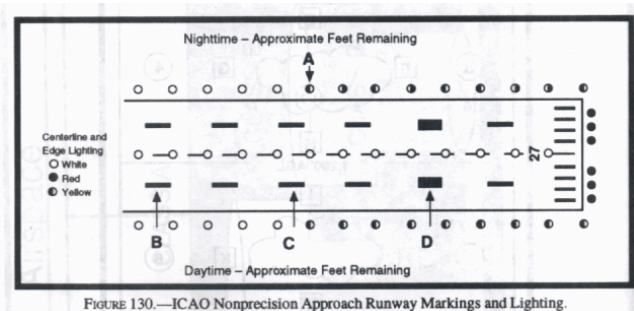 Nighttime – Approximate Feet Remaining
A
Centerline and
Edge Lighting
White
Red
Yellow
27
B
C
D
Daytime – Approximate Feet Remaining
FIGURE 130.—ICAO Nonprecision Approach Runway Markings and Lighting.